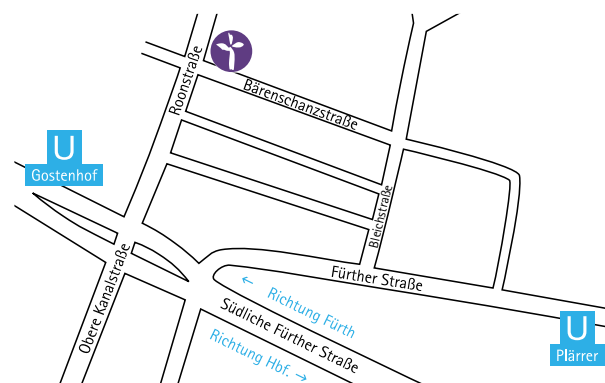 Roonstraße
Bärenschanzstraße
U
Gostenhof
Bleichstraße
Obere Kanalstraße
Fürther Straße
← Richtung Fürth
Südliche Fürther Straße
Richtung Hbf. →
U
Plärrer